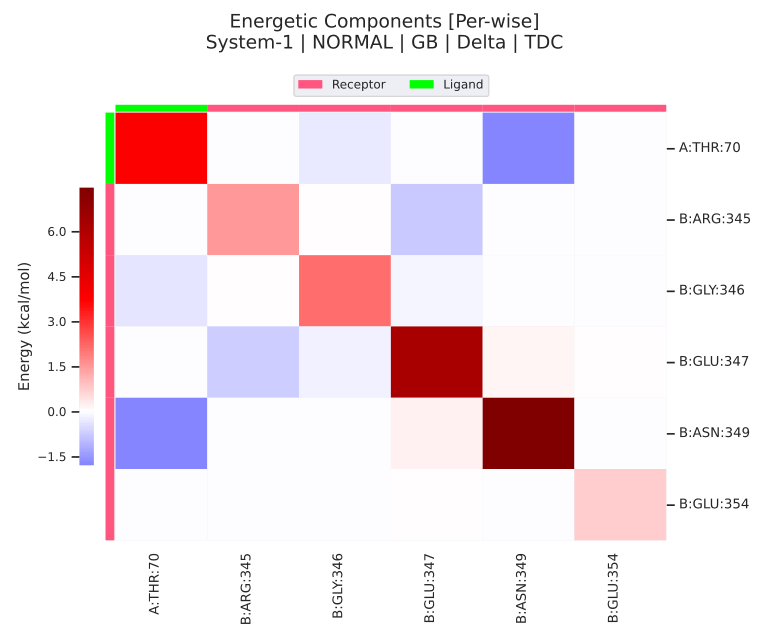 Energetic Components [Per-wise]
System-1 | NORMAL | GB | Delta | TDC
Receptor
Ligand
A:THR:70
B:ARG:345
B:GLY:346
B:GLU:347
B:ASN:349
B:GLU:354
6.0
4.5
3.0
1.5
0.0
−1.5
Energy (kcal/mol)
A:THR:70
B:ARG:345
B:GLY:346
B:GLU:347
B:ASN:349
B:GLU:354